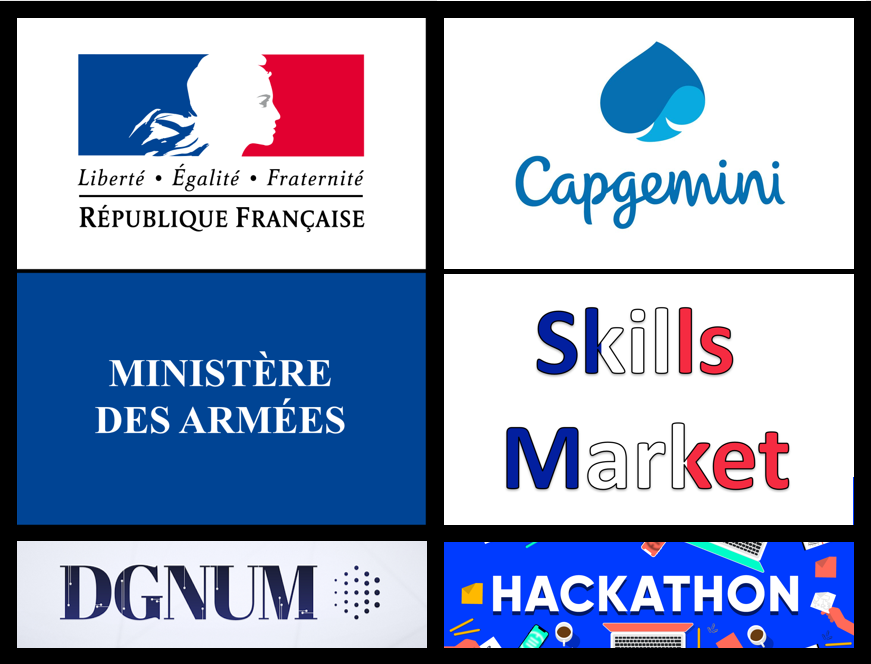 Liberté • Égalité • Fraternité
RÉPUBLIQUE FRANÇAISE
Capgemini
MINISTÈRE
DES ARMÉES
Skills
Market
DGNUM
HACKATHON